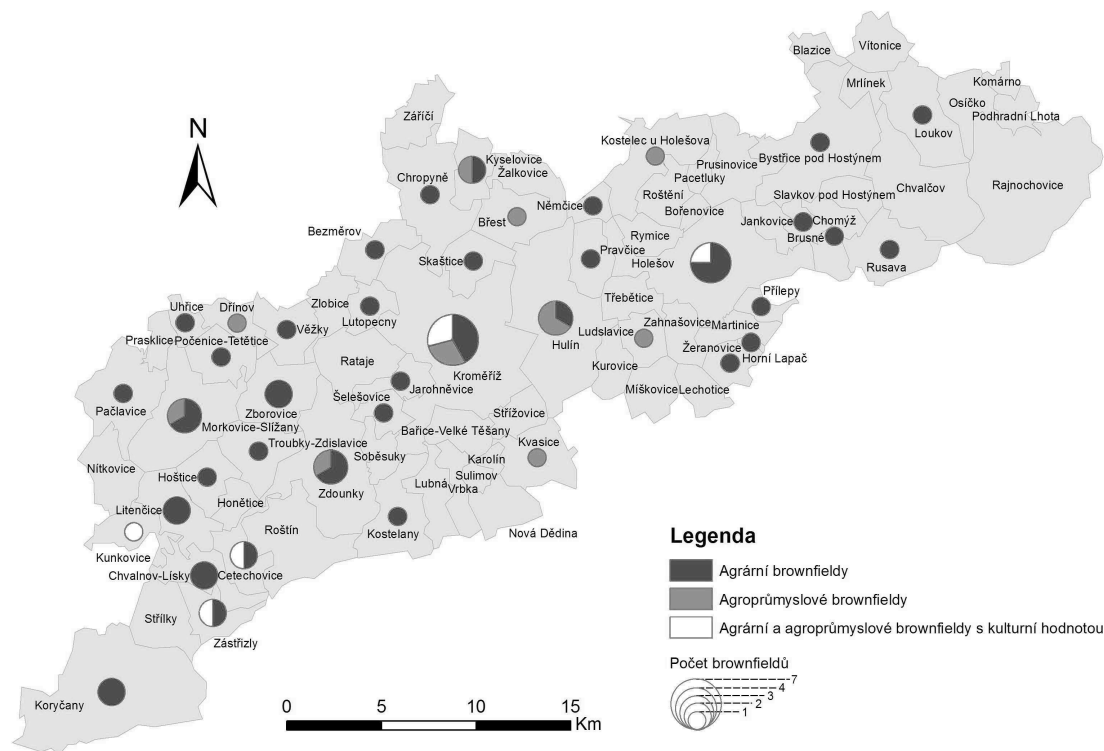 Vítonice
Blazice
N
Mrlínek
Komárno
Osíčko
Podhradní Lhota
Záříčí
Loukov
Kostelec u Holešova
Kyselovice
Žalkovice
Prusinovice
Bystřice pod Hostýnem
Chropyně
Pacetluky
Rajnochovice
Roštění
Slavkov pod Hostýnem
Chvalčov
Němčice
Bořenovice
Břest
Jankovice
Chomýž
Bezměrov
Rymice
Brusné
Pravčice
Skaštice
Holešov
Rusava
Přílepy
Třebětice
Uhřice
Dřínov
Zlobice
Zahnašovice
Martinice
Lutopecny
Věžky
Ludslavice
Prasklice
Počenice-Tetětice
Hulín
Žeranovice
Horní Lapač
Rataje
Kurovice
Kroměříž
Jarohněvice
Míškovice
Lechotice
Šelešovice
Pačlavice
Zborovice
Střížovice
Morkovice-Slížany
Bařice-Velké Těšany
Troubky-Zdislavice
Kvasice
Soběsuky
Karolín
Nítkovice
Sulimov
Hoštice
Zdounky
Lubná
Vrbka
Honětice
Litenčice
Roštín
Kostelany
Nová Dědina
Kunkovice
Chvalnov-Lísky
Cetechovice
Střílky
Zástřizly
Koryčany
Legenda
Agrární brownfieldy
Agroprůmyslové brownfieldy
Agrární a agroprůmyslové brownfieldy s kulturní hodnotou
Počet brownfieldů
7
4
3
2
1
0 5 10 15
Km